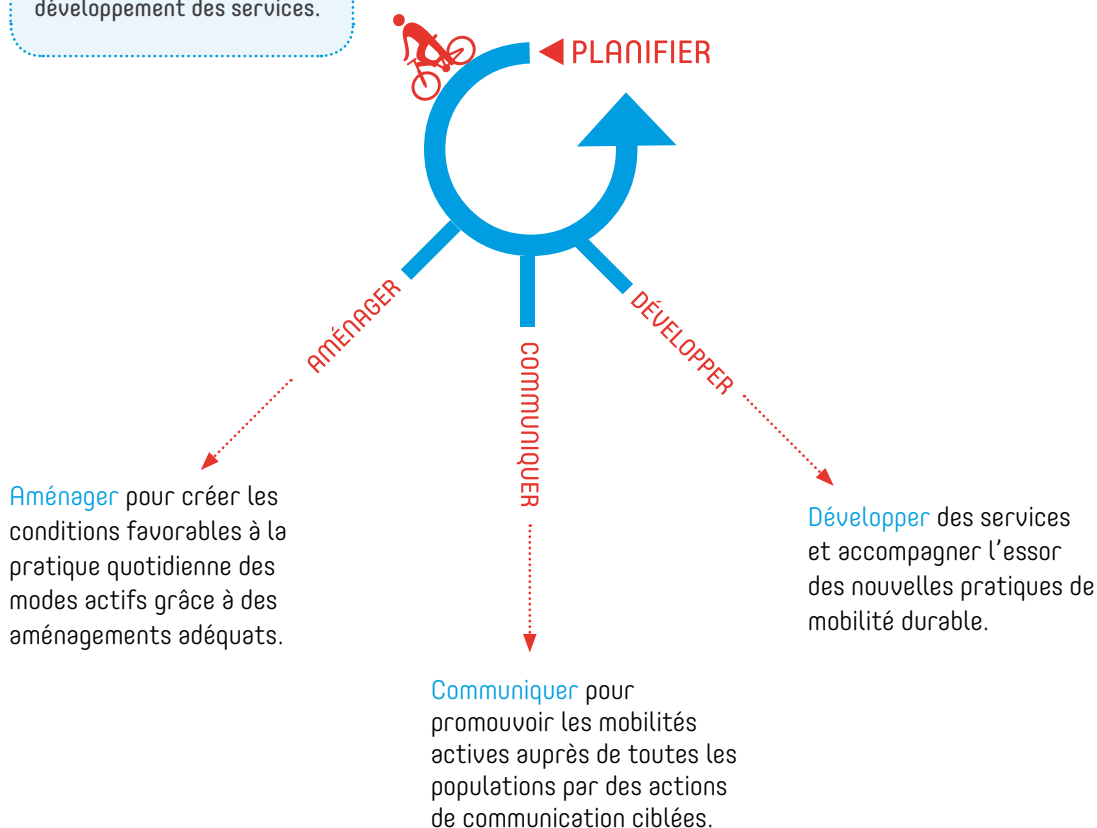 développement des services.
PLANIFIER
AMÉNAGER
COMMUNIQUER
DÉVELOPPER
Aménager pour créer les
conditions favorables à la
pratique quotidienne des
modes actifs grâce à des
aménagements adéquats.
Communiquer pour
promouvoir les mobilités
actives auprès de toutes les
populations par des actions
de communication ciblées.
Développer des services
et accompagner l’essor
des nouvelles pratiques de
mobilité durable.